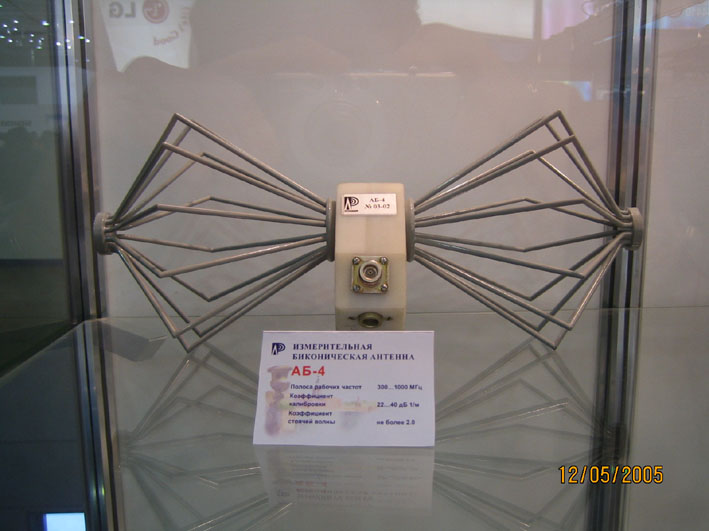 LG
Good
АБ-4
№ 03-02
ИЗМЕРИТЕЛЬНАЯ
БИКОНИЧЕСКАЯ АНТЕННА
АБ-4
Полоса рабочих частот 300...1000 МГц
Коэффициент
калибровки 22...40 дБ 1/м
Коэффициент
стоячей волны не более 2.0
12/05/2005